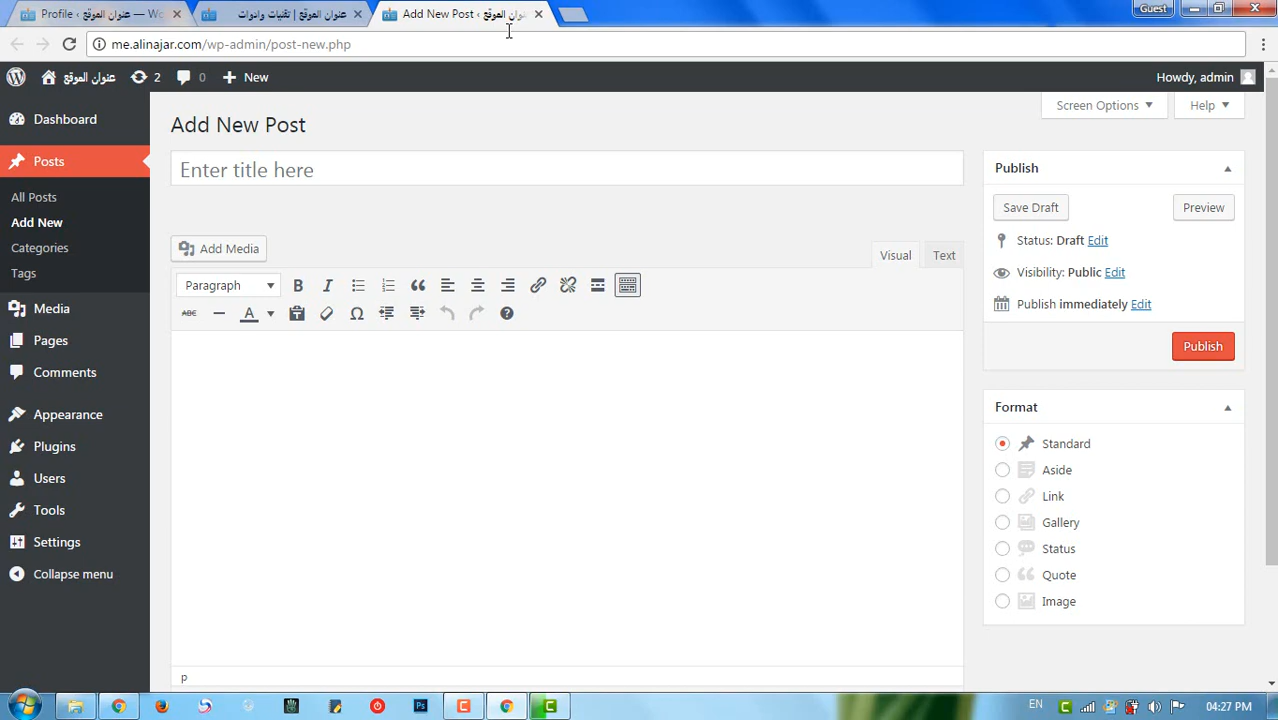 Profile ‹ عنوان الموقع — Wo
عنوان الموقع | تقنيات وادوات
Add New Post ‹ عنوان الموقع
Guest
me.alinajar.com/wp-admin/post-new.php
عنوان الموقع
2
0
New
Howdy, admin
Dashboard
Posts
All Posts
Add New
Categories
Tags
Media
Pages
Comments
Appearance
Plugins
Users
Tools
Settings
Collapse menu
Screen Options
Help
Add New Post
Enter title here
Add Media
Visual
Text
Paragraph
B
I
ABC
A
Ω
p
Publish
Save Draft
Preview
Status: Draft Edit
Visibility: Public Edit
Publish immediately Edit
Publish
Format
Standard
Aside
Link
Gallery
Status
Quote
Image
Ps
EN
04:27 PM